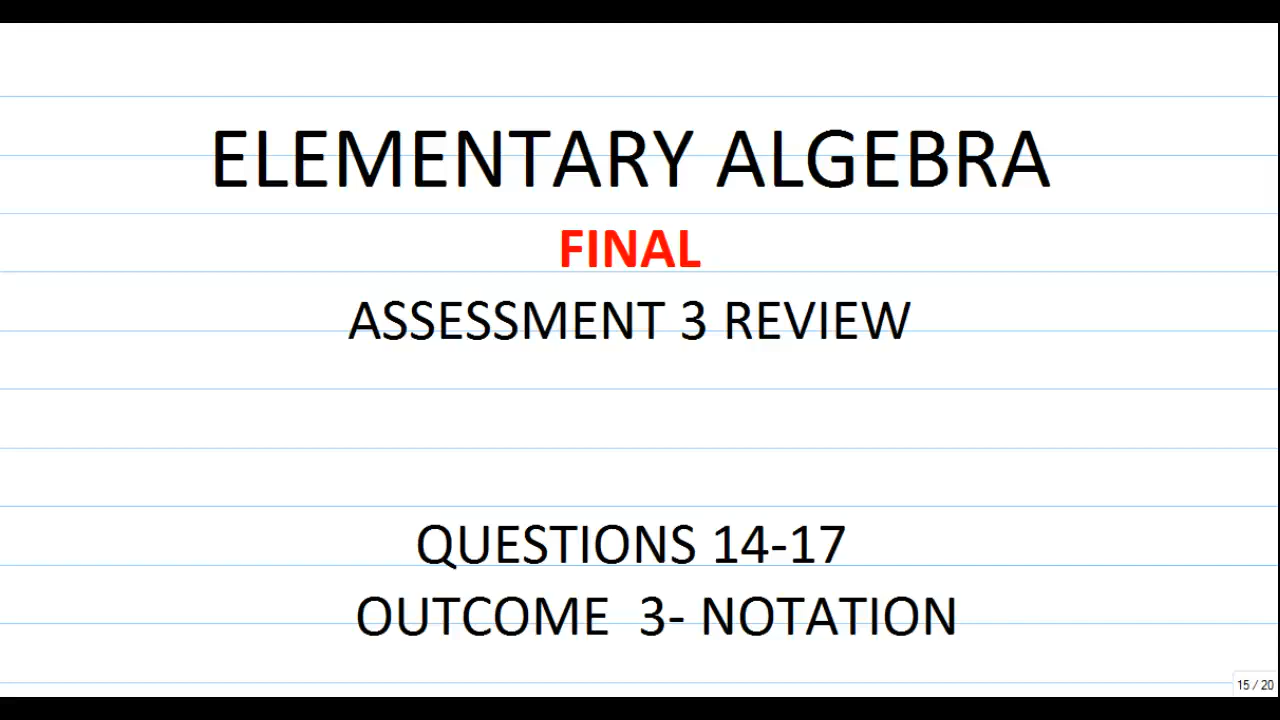 ELEMENTARY ALGEBRA
FINAL
ASSESSMENT 3 REVIEW
QUESTIONS 14-17
OUTCOME 3- NOTATION
15 / 20